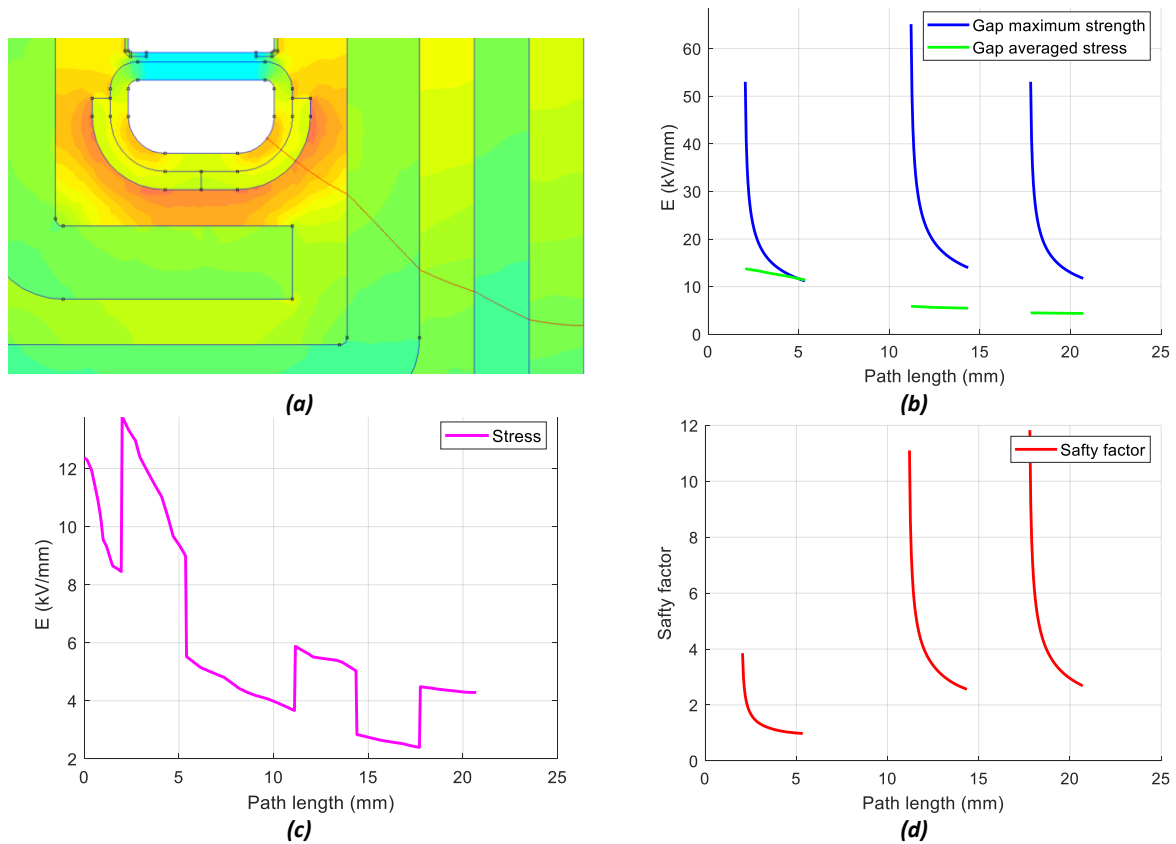 Gap maximum strength
Gap averaged stress
60
50
40
30
20
10
0
E (kV/mm)
0 5 10 15 20 25
Path length (mm)
(a)
(b)
Stress
12
10
8
6
4
2
E (kV/mm)
0 5 10 15 20 25
Path length (mm)
(c)
Safty factor
12
10
8
6
4
2
0
Safty factor
0 5 10 15 20 25
Path length (mm)
(d)